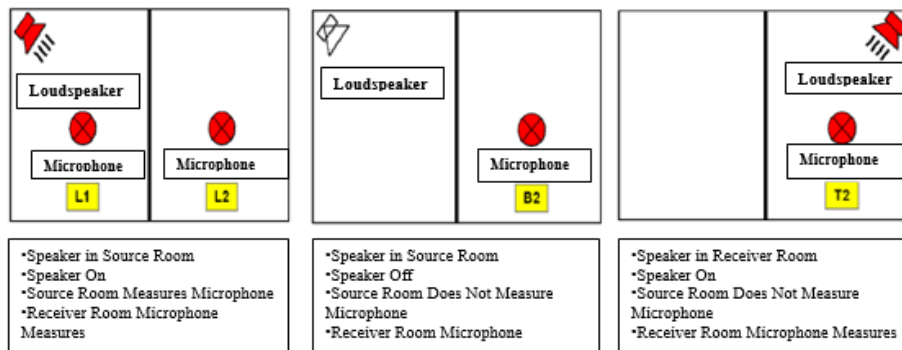 Loudspeaker
Microphone
L1
Microphone
L2
Loudspeaker
Microphone
B2
Loudspeaker
Microphone
T2
•Speaker in Source Room
•Speaker On
•Source Room Measures Microphone
•Receiver Room Microphone
Measures
•Speaker in Source Room
•Speaker Off
•Source Room Does Not Measure
Microphone
•Receiver Room Microphone
•Speaker in Receiver Room
•Speaker On
•Source Room Does Not Measure
Microphone
•Receiver Room Microphone Measures